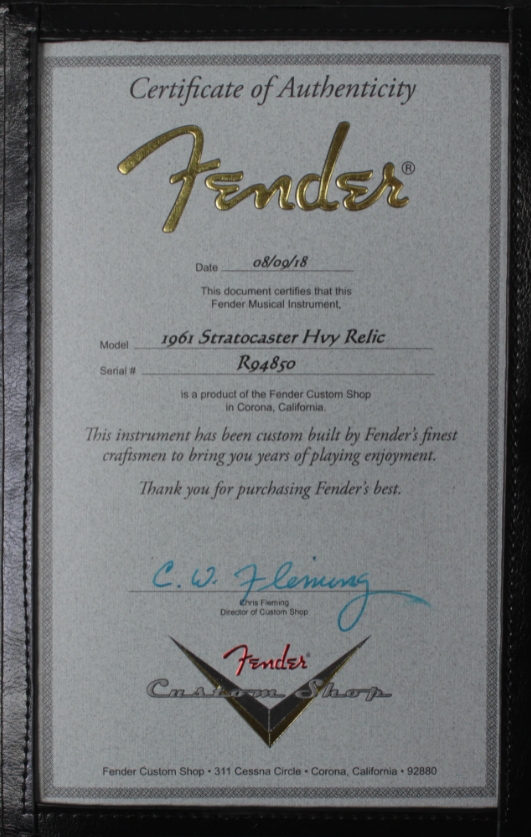 Certificate of Authenticity
Fender®
Date 08/09/18
This document certifies that this
Fender Musical Instrument,
Model 1961 Stratocaster Hvy Relic
Serial # R94850
is a product of the Fender Custom Shop
in Corona, California.
This instrument has been custom built by Fender's finest
craftsmen to bring you years of playing enjoyment.
Thank you for purchasing Fender's best.
C. W. Fleming
Chris Fleming
Director of Custom Shop
Fender®
Custom Shop
Fender Custom Shop • 311 Cessna Circle • Corona, California • 92880